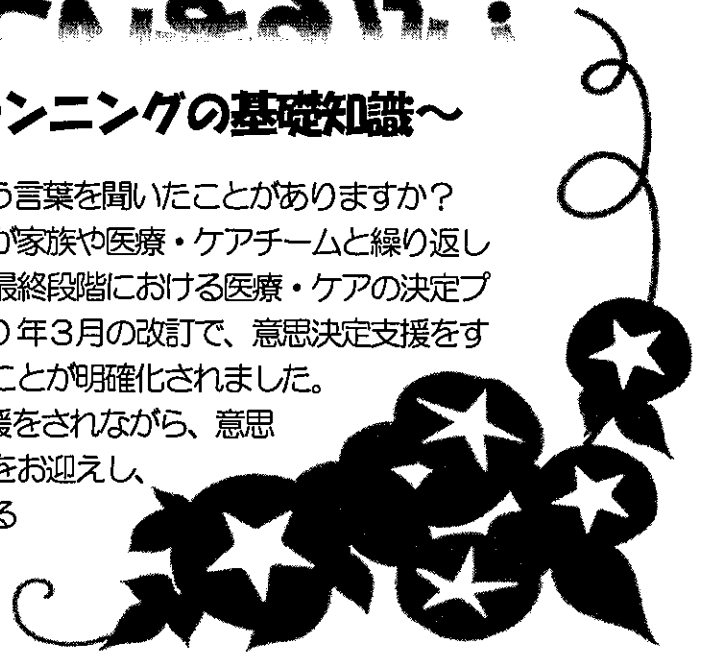 ンニングの基礎知識～
う言葉を聞いたことがありますか？
が家族や医療・ケアチームと繰り返し
最終段階における医療・ケアの決定プ
年３月の改訂で、意思決定支援をす
ことが明確化されました。
援をされながら、意思
をお迎えし、
る